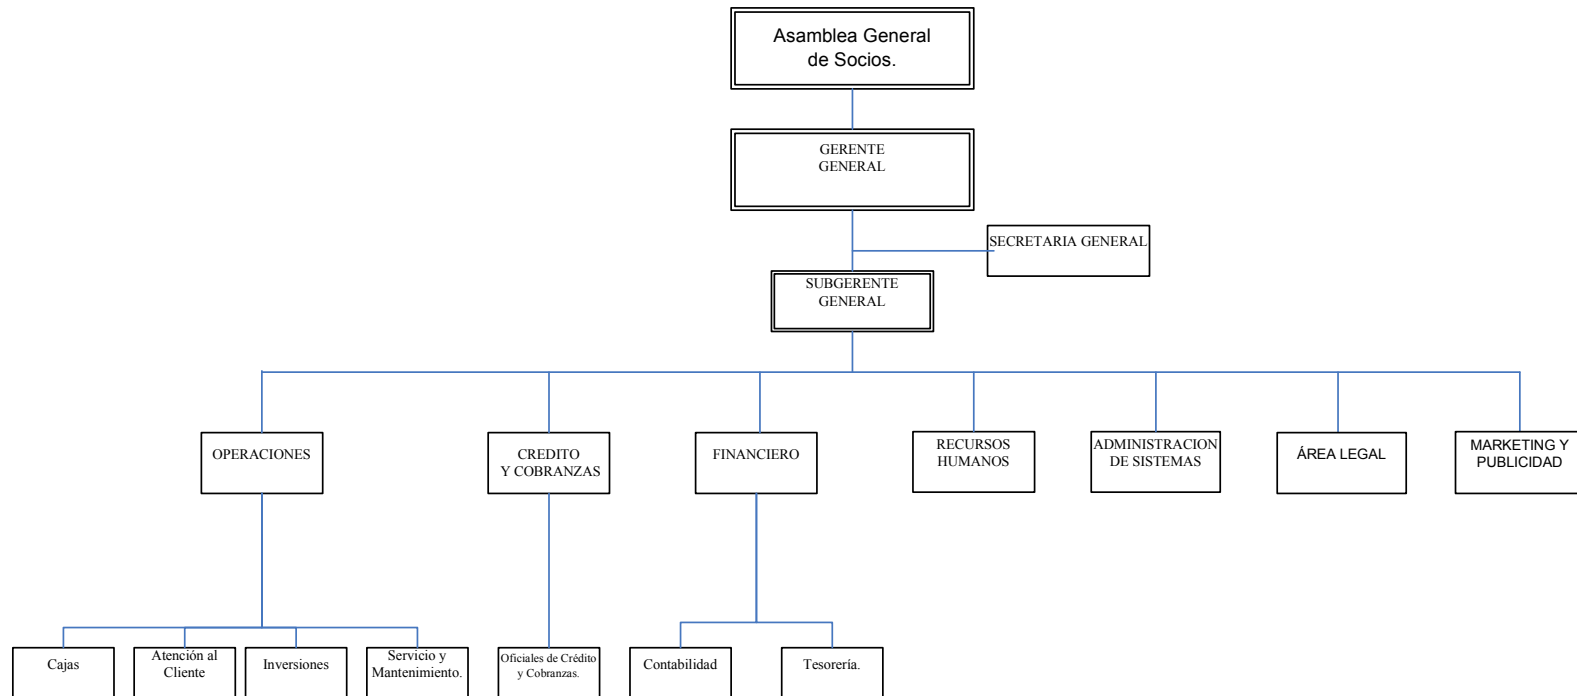 Asamblea General
de Socios.
GERENTE
GENERAL
SECRETARIA GENERAL
SUBGERENTE
GENERAL
OPERACIONES
CREDITO
Y COBRANZAS
FINANCIERO
RECURSOS
HUMANOS
ADMINISTRACION
DE SISTEMAS
ÁREA LEGAL
MARKETING Y
PUBLICIDAD
Cajas
Atención al
Cliente
Inversiones
Servicio y
Mantenimiento.
Oficiales de Crédito
y Cobranzas.
Contabilidad
Tesorería.